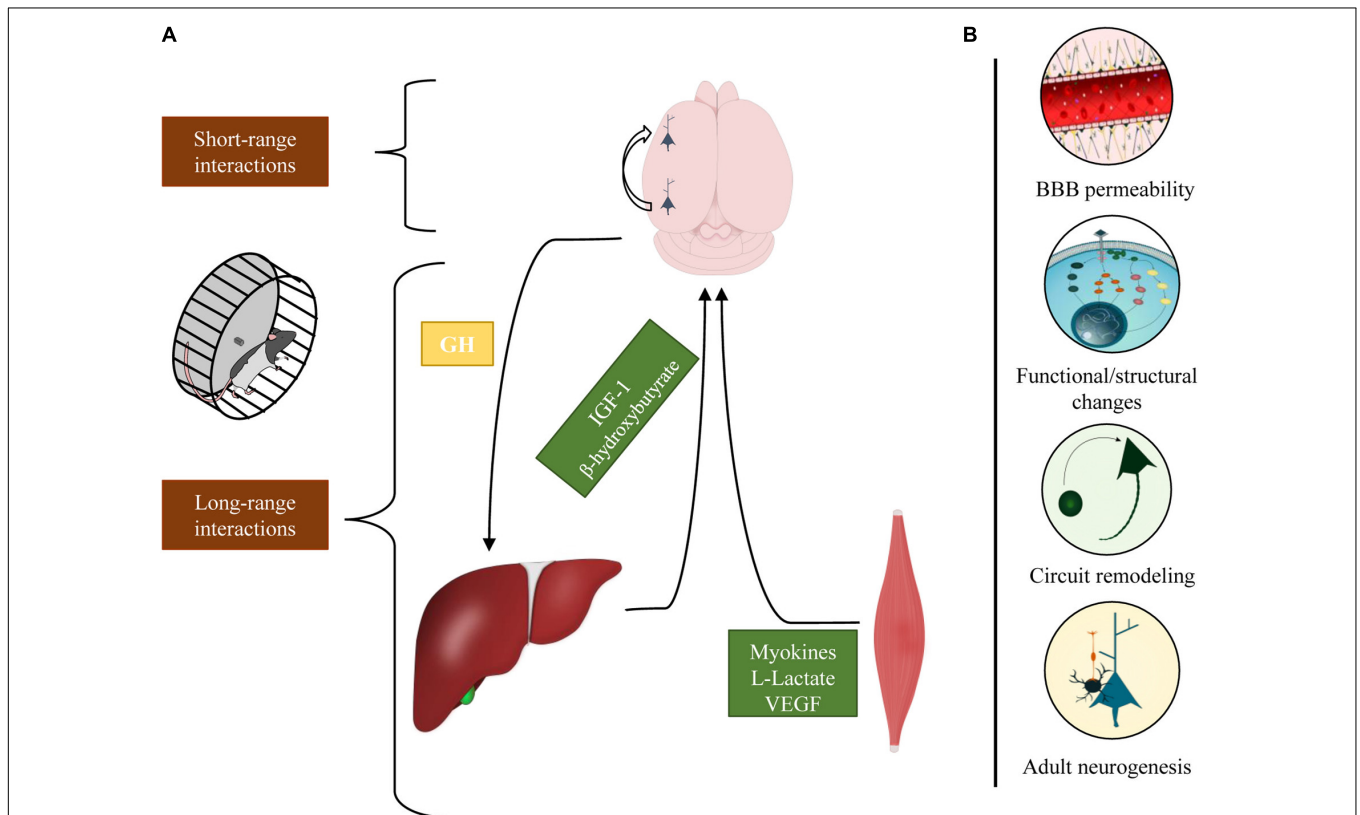 A
Short-range
interactions
GH
IGF-1
β-hydroxybutyrate
Long-range
interactions
Myokines
L-Lactate
VEGF
B
BBB permeability
Functional/structural
changes
Circuit remodeling
Adult neurogenesis